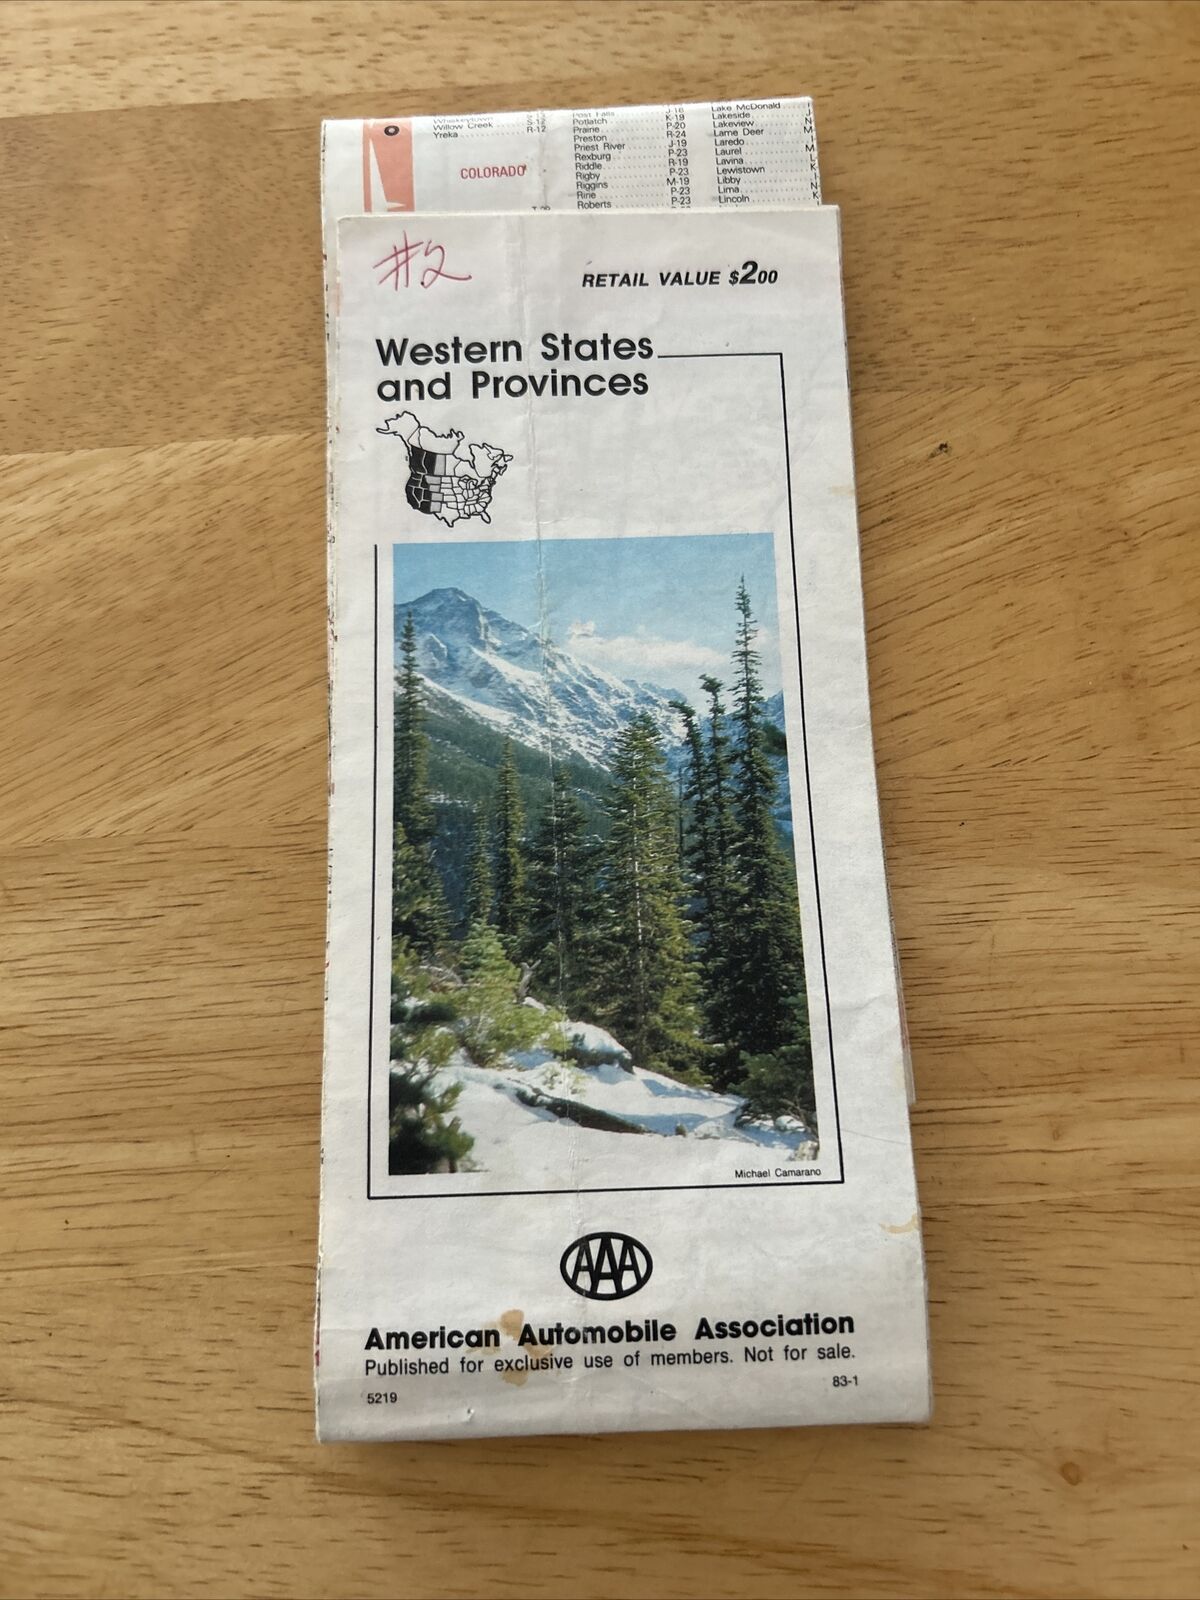 Willow Creek
Yreka R-12
COLORADO
Post Falls J-18
Potlatch K-19
Prairie P-20
Preston R-24
Priest River J-19
Rexburg P-23
Riddle R-19
Rigby P-23
Riggins M-19
Ririe P-23
Roberts P-23
Lake McDonald
Lakeside J
Lakeview N
Lame Deer M
Laredo
Laurel M
Lavina L
Lewistown K
Libby
Lima N
Lincoln K
#2
RETAIL VALUE $2.00
Western States
and Provinces
Michael Camarano
AAA
American Automobile Association
Published for exclusive use of members. Not for sale.
5219
83-1